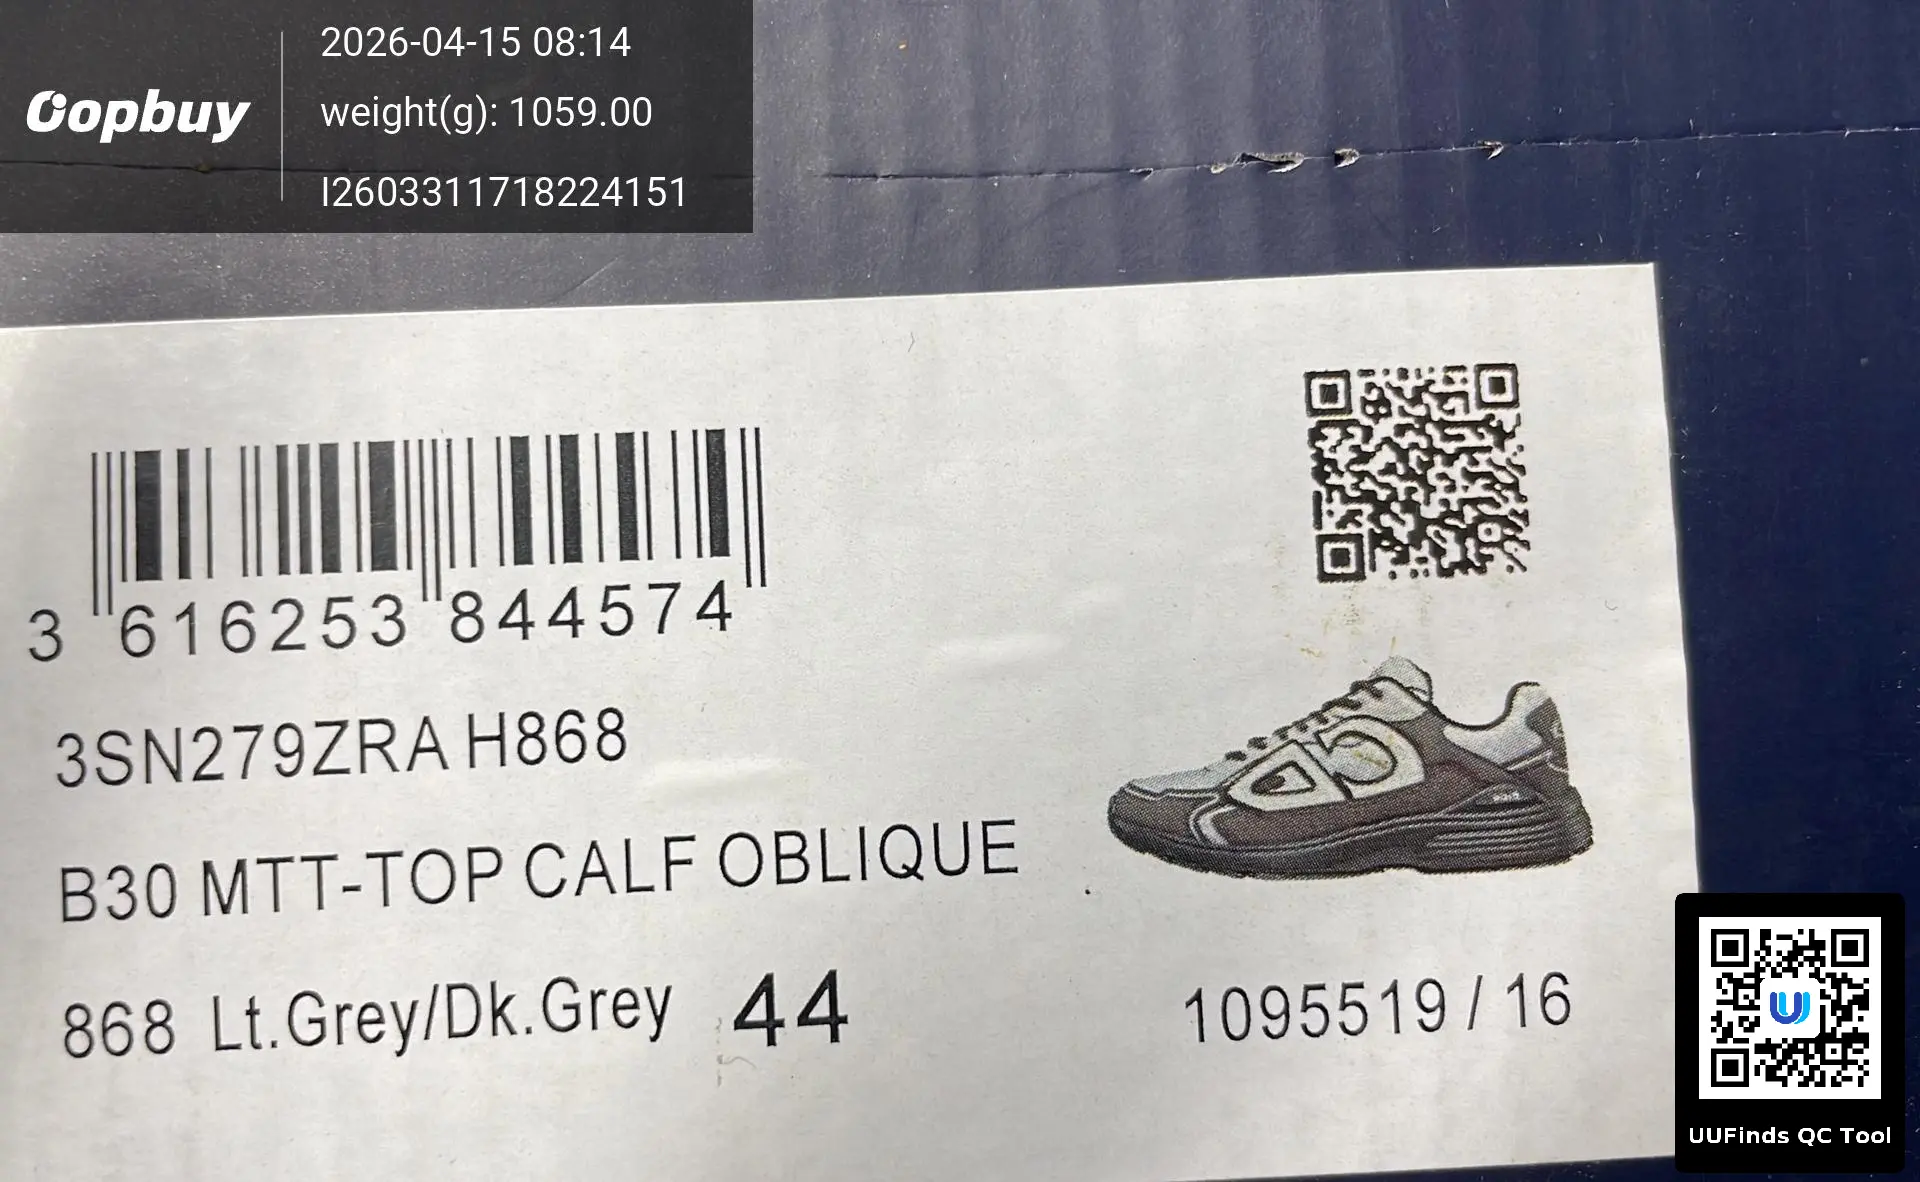 Oopbuy
2026-04-15 08:14
weight(g): 1059.00
I2603311718224151
3 616253 844574
3SN279ZRA H868
B30 MTT-TOP CALF OBLIQUE
868 Lt.Grey/Dk.Grey 44
1095519 / 16
UUFinds QC Tool